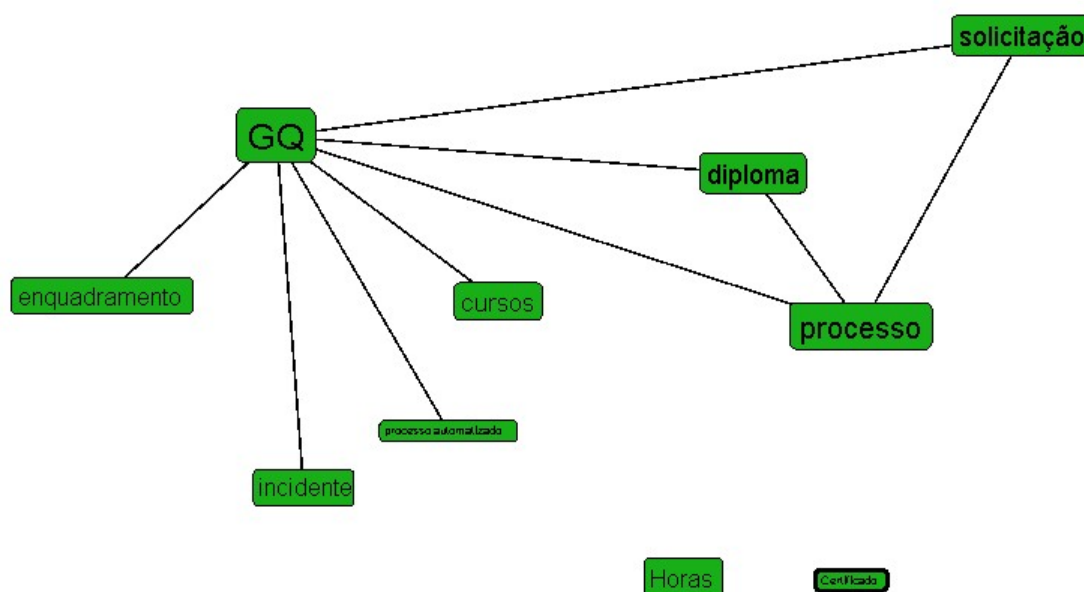 solicitação
GQ
diploma
enquadramento
cursos
processo
processo automatizado
incidente
Horas
Certificado